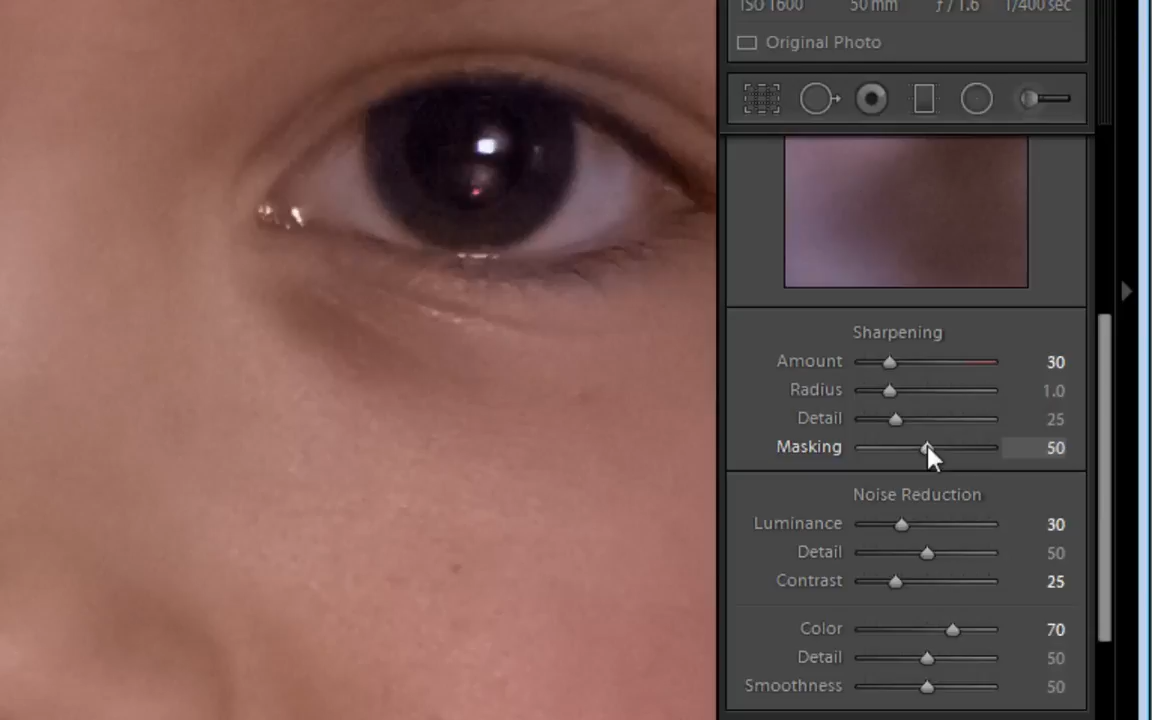 ISO 1600 50 mm ƒ / 1.6 1/400 sec
Original Photo
Sharpening
Amount 30
Radius 1.0
Detail 25
Masking 50
Noise Reduction
Luminance 30
Detail 50
Contrast 25
Color 70
Detail 50
Smoothness 50